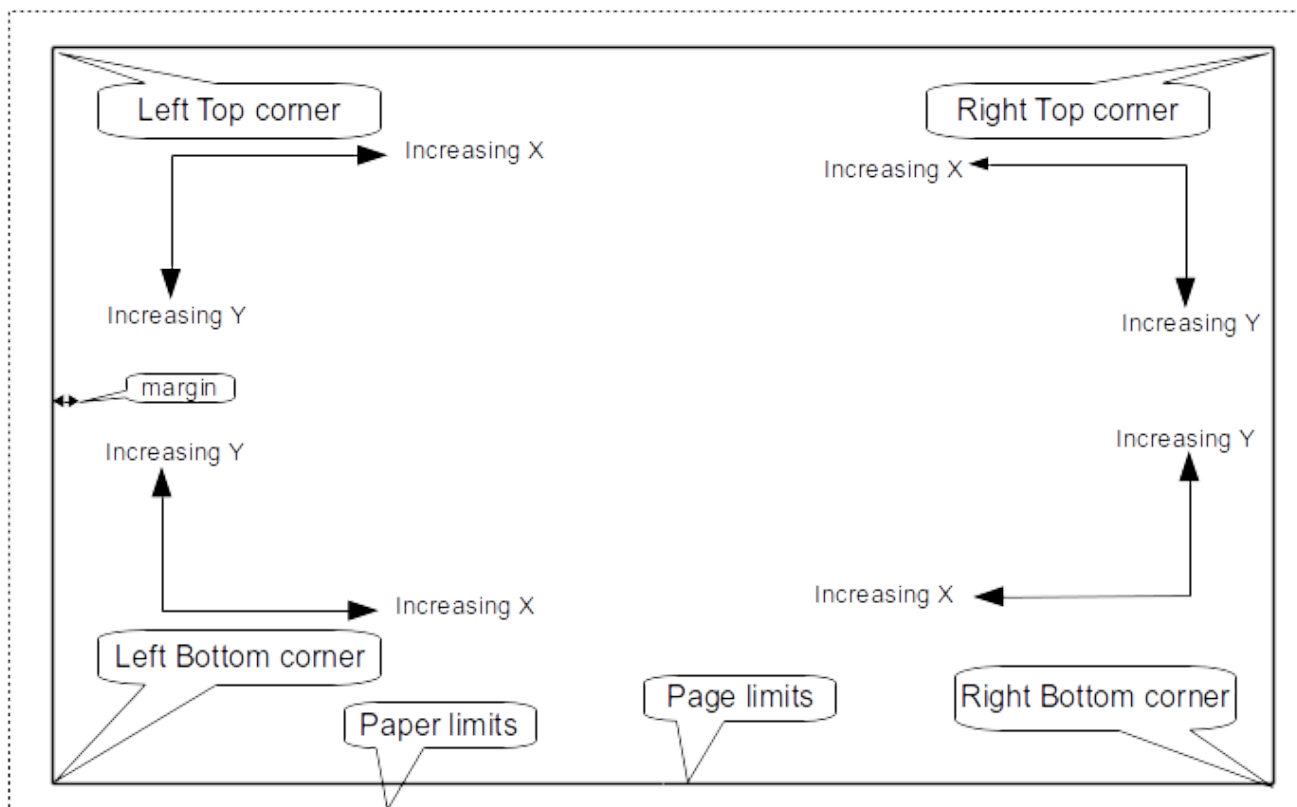 Left Top corner
Right Top corner
Increasing X
Increasing X
Increasing Y
Increasing Y
margin
Increasing Y
Increasing Y
Increasing X
Increasing X
Left Bottom corner
Page limits
Right Bottom corner
Paper limits